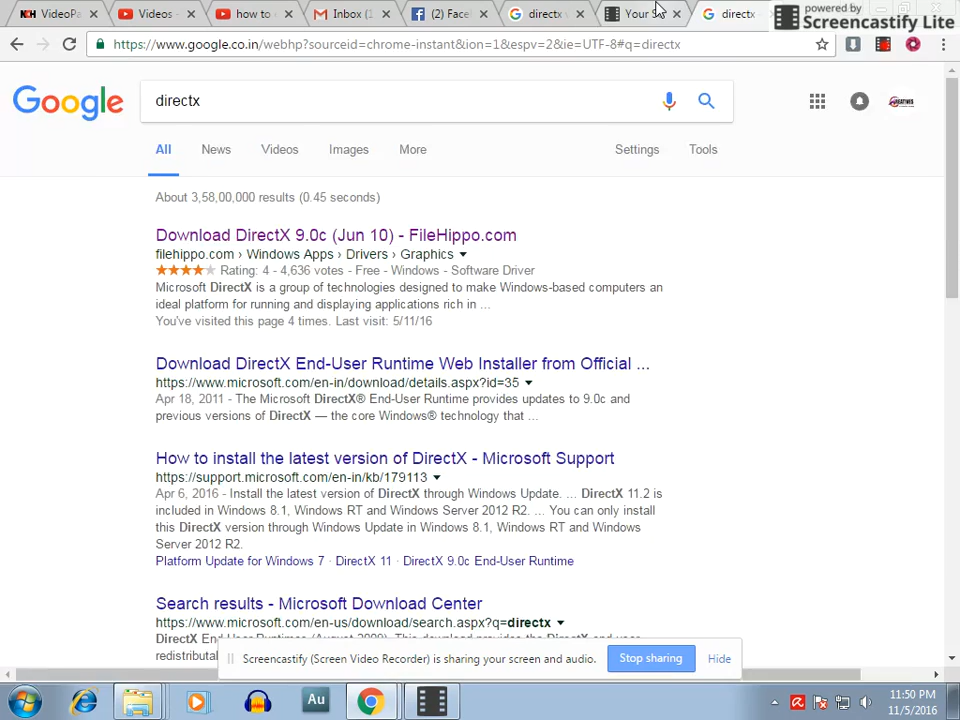 VideoPa
Videos -
how to
Inbox (1
(2) Face
directx v
Your S
directx
powered by
Screencastify Lite
https://www.google.co.in/webhp?sourceid=chrome-instant&ion=1&espv=2&ie=UTF-8#q=directx
Google
directx
All
News
Videos
Images
More
Settings
Tools
About 3,58,00,000 results (0.45 seconds)
Download DirectX 9.0c (Jun 10) - FileHippo.com
filehippo.com › Windows Apps › Drivers › Graphics
Rating: 4 - 4,636 votes - Free - Windows - Software Driver
Microsoft DirectX is a group of technologies designed to make Windows-based computers an
ideal platform for running and displaying applications rich in ...
You've visited this page 4 times. Last visit: 5/11/16
Download DirectX End-User Runtime Web Installer from Official ...
https://www.microsoft.com/en-in/download/details.aspx?id=35
Apr 18, 2011 - The Microsoft DirectX® End-User Runtime provides updates to 9.0c and
previous versions of DirectX — the core Windows® technology that ...
How to install the latest version of DirectX - Microsoft Support
https://support.microsoft.com/en-in/kb/179113
Apr 6, 2016 - Install the latest version of DirectX through Windows Update. ... DirectX 11.2 is
included in Windows 8.1, Windows RT and Windows Server 2012 R2. ... You can only install
this DirectX version through Windows Update in Windows 8.1, Windows RT and Windows
Server 2012 R2.
Platform Update for Windows 7 · DirectX 11 · DirectX 9.0c End-User Runtime
Search results - Microsoft Download Center
https://www.microsoft.com/en-us/download/search.aspx?q=directx
DirectX End-User Runtimes (August 2009). This download provides the DirectX end-user
redistributal
Screencastify (Screen Video Recorder) is sharing your screen and audio.
Stop sharing
Hide
Au
11:50 PM
11/5/2016